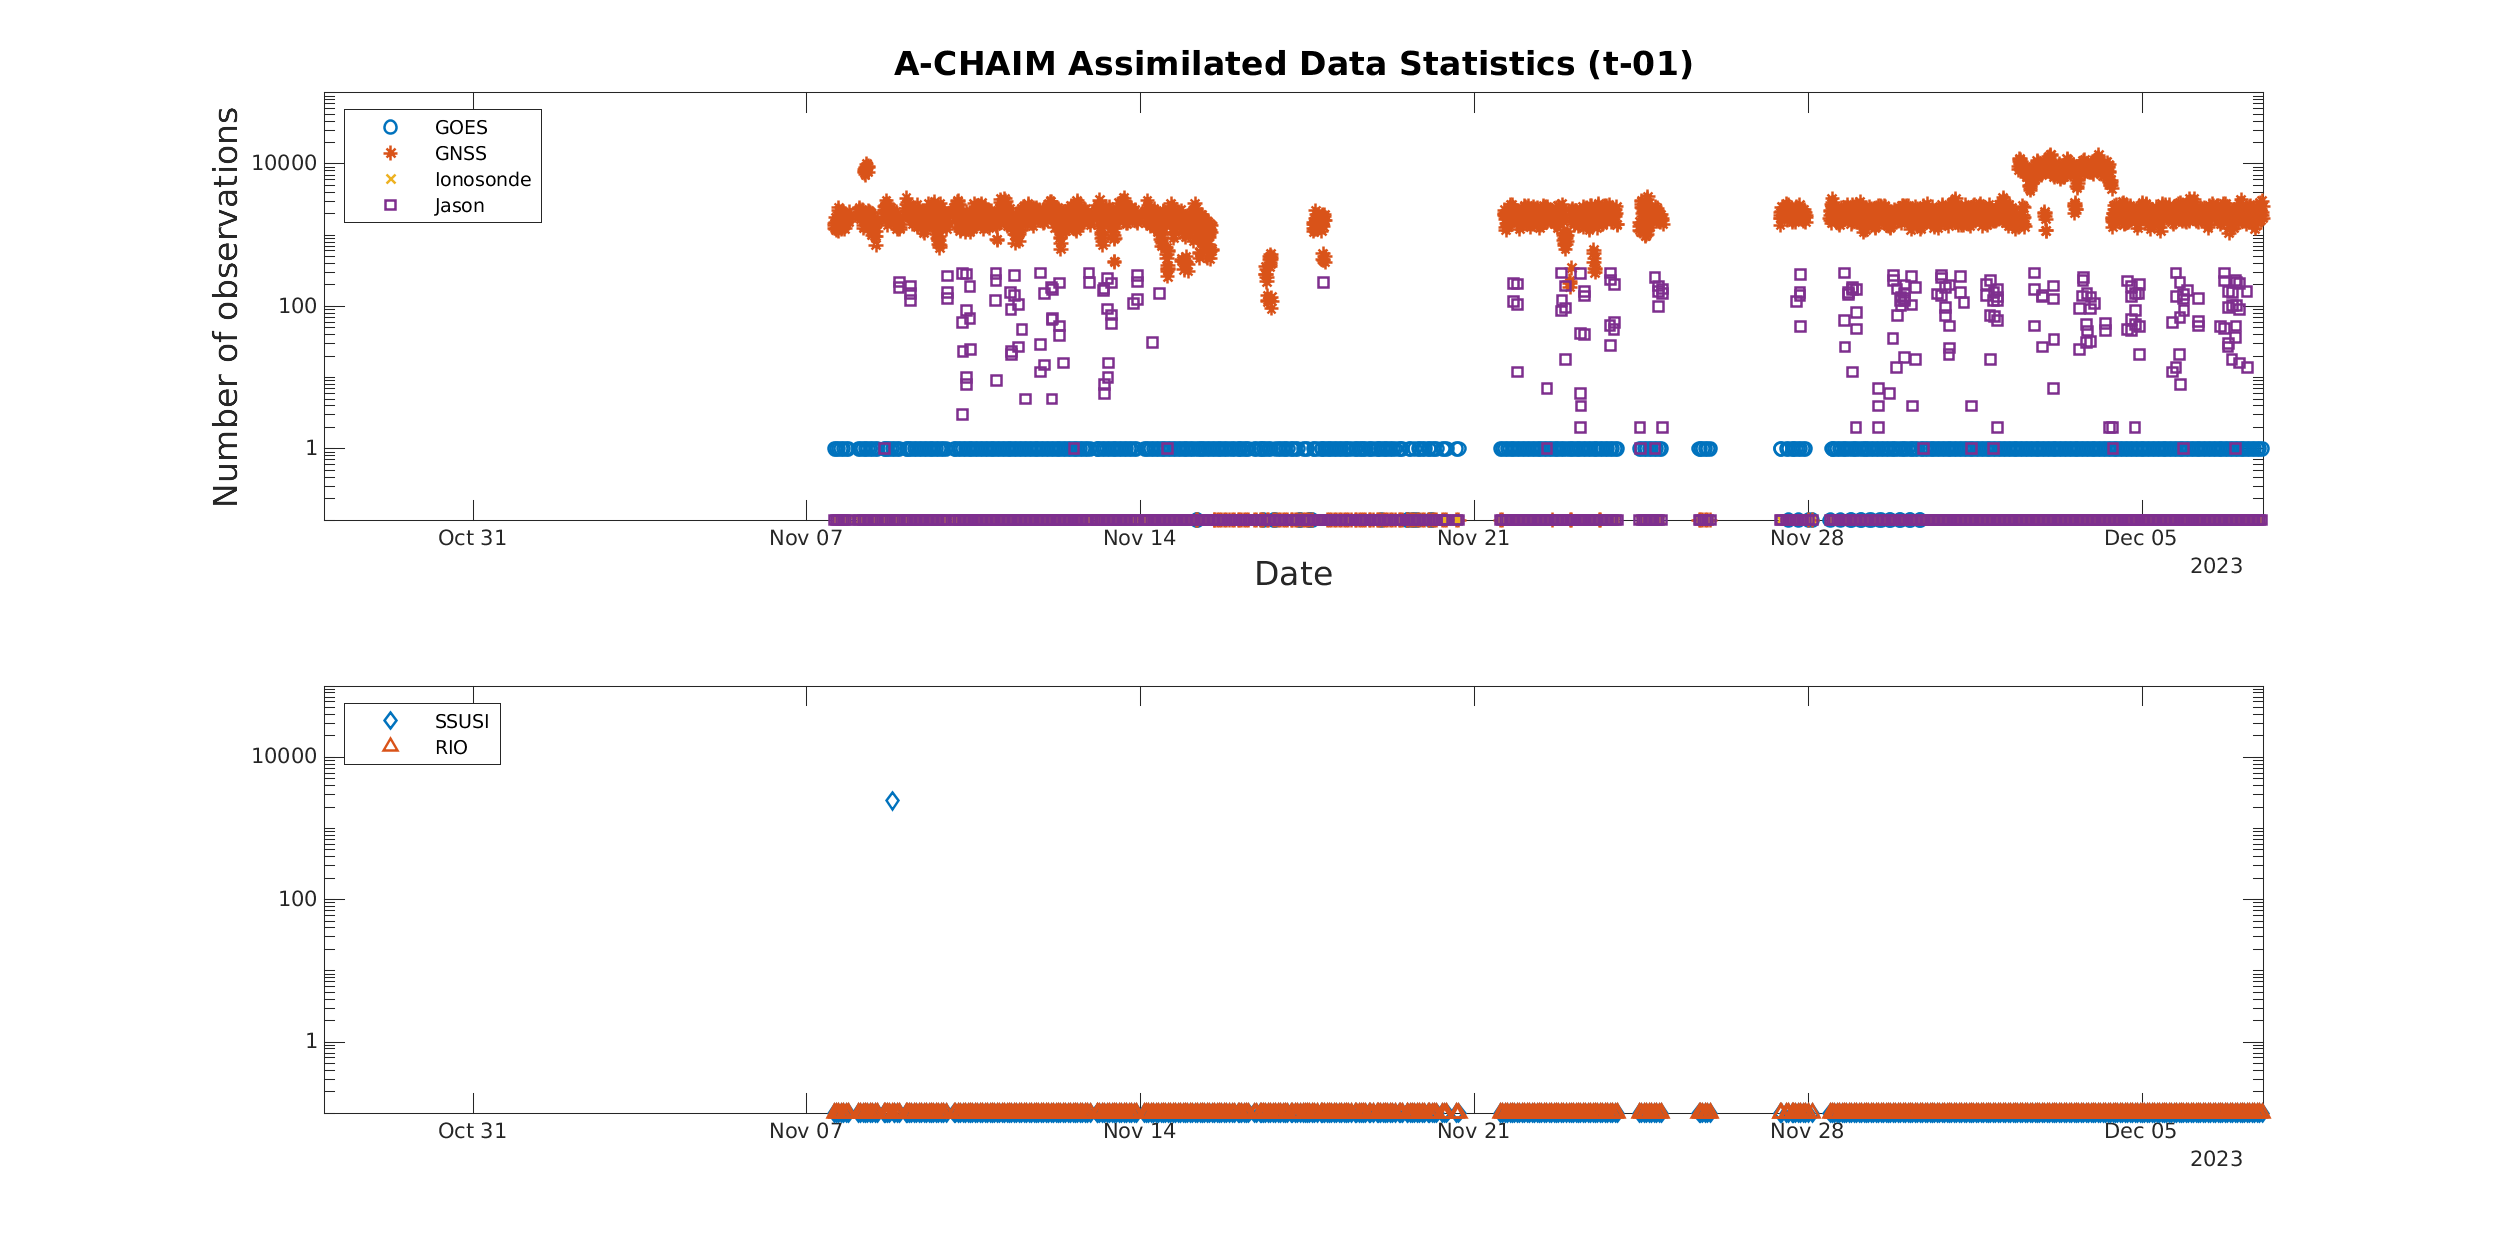 A-CHAIM Assimilated Data Statistics (t-01)
Number of observations
10000
100
1
GOES
GNSS
Ionosonde
Jason
Oct 31
Nov 07
Nov 14
Nov 21
Nov 28
Dec 05
2023
Date
10000
100
1
SSUSI
RIO
Oct 31
Nov 07
Nov 14
Nov 21
Nov 28
Dec 05
2023